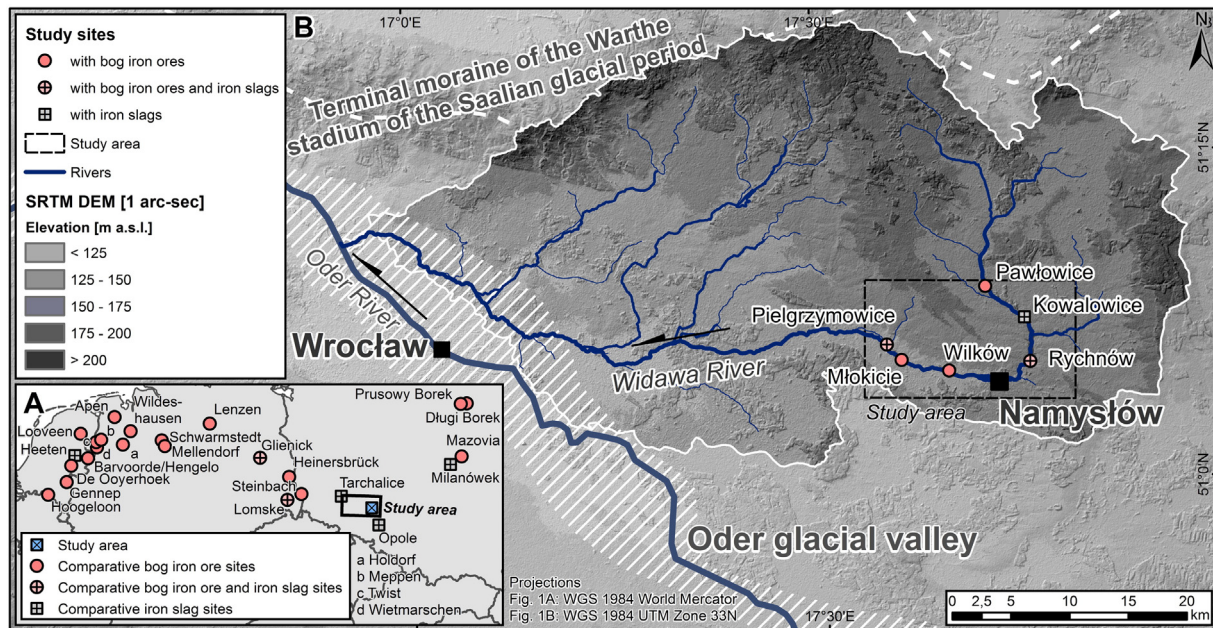 Study sites
with bog iron ores
with bog iron ores and iron slags
with iron slags
Study area
Rivers
SRTM DEM [1 arc-sec]
Elevation [m a.s.l.]
< 125
125 - 150
150 - 175
175 - 200
> 200
B
17°0'E
17°30'E
N
51°15'N
51°0'N
17°30'E
Terminal moraine of the Warthe
stadium of the Saalian glacial period
Oder River
Wrocław
Widawa River
Pielgrzymowice
Młokicie
Wilków
Pawłowice
Kowalowice
Rychnów
Namysłów
Study area
Oder glacial valley
A
Apen
Wildes-
hausen
Lenzen
Prusowy Borek
Długi Borek
Looveen
b
Schwarmstedt
Mazovia
Heeten
c
a
Mellendorf
Glienick
d
Barvoorde/Hengelo
Heinersbrück
Milanówek
De Ooyerhoek
Steinbach
Tarchalice
Gennep
Lomske
Study area
Hoogeloon
Opole
Study area
Comparative bog iron ore sites
Comparative bog iron ore and iron slag sites
Comparative iron slag sites
a Holdorf
b Meppen
c Twist
d Wietmarschen
Projections
Fig. 1A: WGS 1984 World Mercator
Fig. 1B: WGS 1984 UTM Zone 33N
0 2,5 5 10 15 20
km